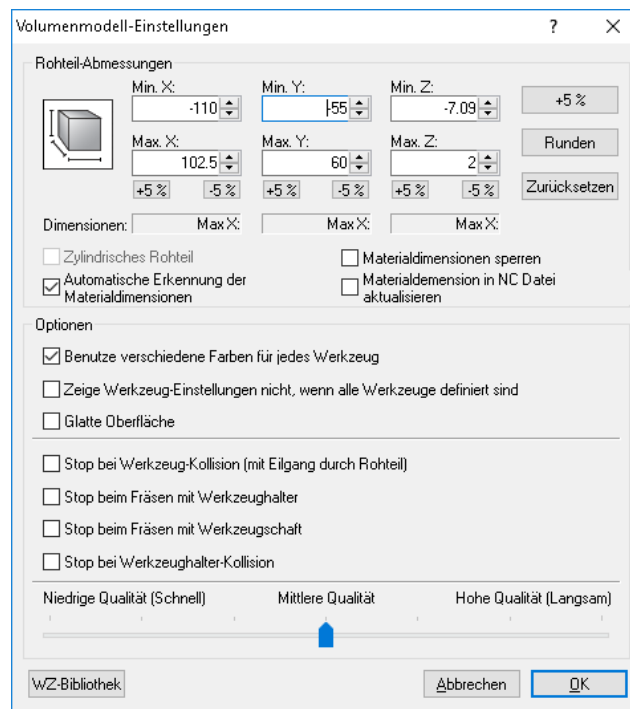 Volumenmodell-Einstellungen ? X
Rohteil-Abmessungen
Min. X: Min. Y: Min. Z:
-110 -55 -7.09 +5 %
Max. X: Max. Y: Max. Z: Runden
102.5 60 2
+5 % -5 % +5 % -5 % +5 % -5 % Zurücksetzen
Dimensionen: Max X: Max X: Max X:
Zylindrisches Rohteil
Materialdimensionen sperren
Automatische Erkennung der
Materialdimensionen
Materialdemension in NC Datei
aktualisieren
Optionen
Benutze verschiedene Farben für jedes Werkzeug
Zeige Werkzeug-Einstellungen nicht, wenn alle Werkzeuge definiert sind
Glatte Oberfläche
Stop bei Werkzeug-Kollision (mit Eilgang durch Rohteil)
Stop beim Fräsen mit Werkzeughalter
Stop beim Fräsen mit Werkzeugschaft
Stop bei Werkzeughalter-Kollision
Niedrige Qualität (Schnell) Mittlere Qualität Hohe Qualität (Langsam)
WZ-Bibliothek Abbrechen OK